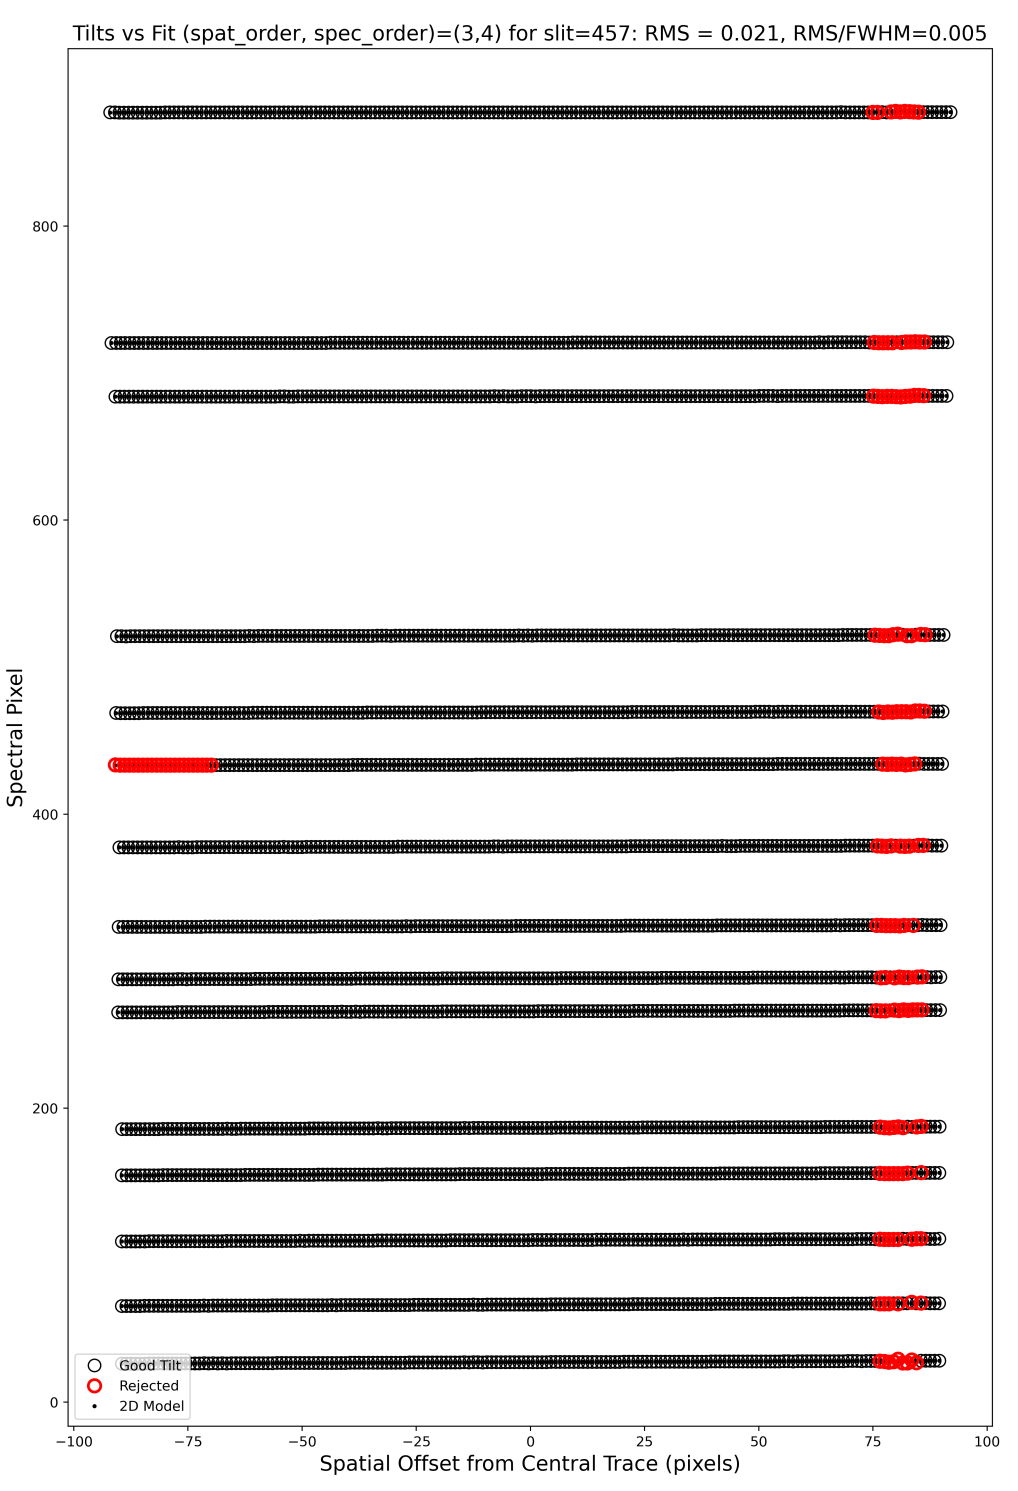 Tilts vs Fit (spat_order, spec_order)=(3,4) for slit=457: RMS = 0.021, RMS/FWHM=0.005
800
600
400
200
0
Spectral Pixel
Good Tilt
Rejected
2D Model
−100
−75
−50
−25
0
25
50
75
100
Spatial Offset from Central Trace (pixels)